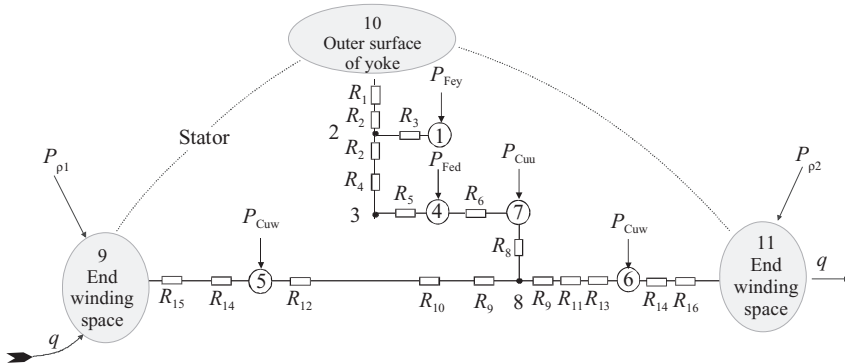 10
Outer surface
of yoke
P_Fey
R_1
R_2
R_3
1
2
Stator
R_2
P_Fed
P_Cuu
P_ρ1
P_ρ2
R_4
R_5
R_6
3
4
7
P_Cuw
P_Cuw
R_8
9
End
winding
space
11
End
winding
space
q
5
6
R_15
R_14
R_12
R_10
R_9
8
R_9
R_11
R_13
R_14
R_16
q